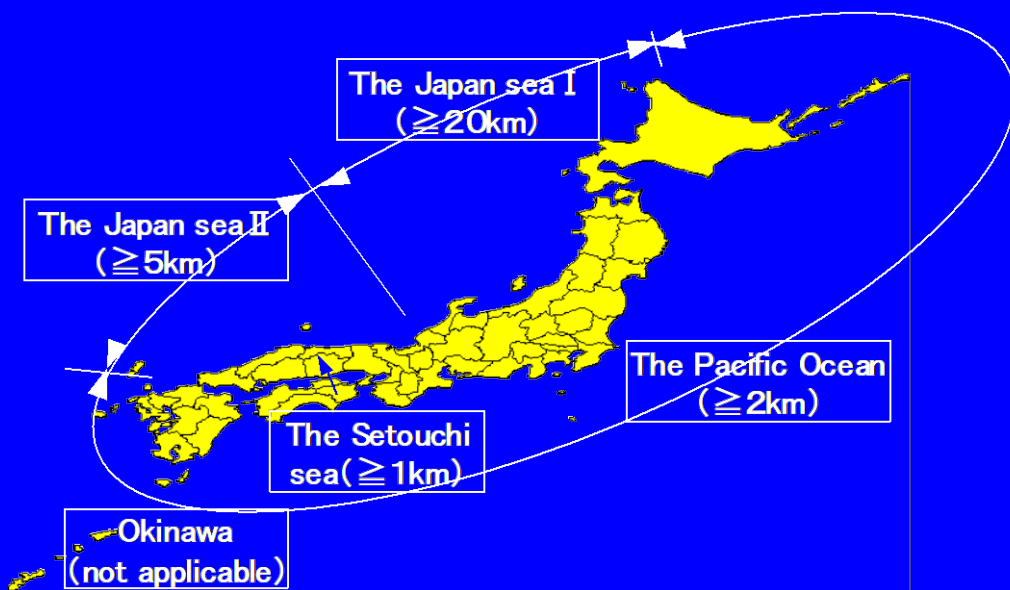 The Japan sea Ⅰ
(≧20km)
The Japan sea Ⅱ
(≧5km)
The Pacific Ocean
(≧2km)
The Setouchi
sea(≧1km)
Okinawa
(not applicable)